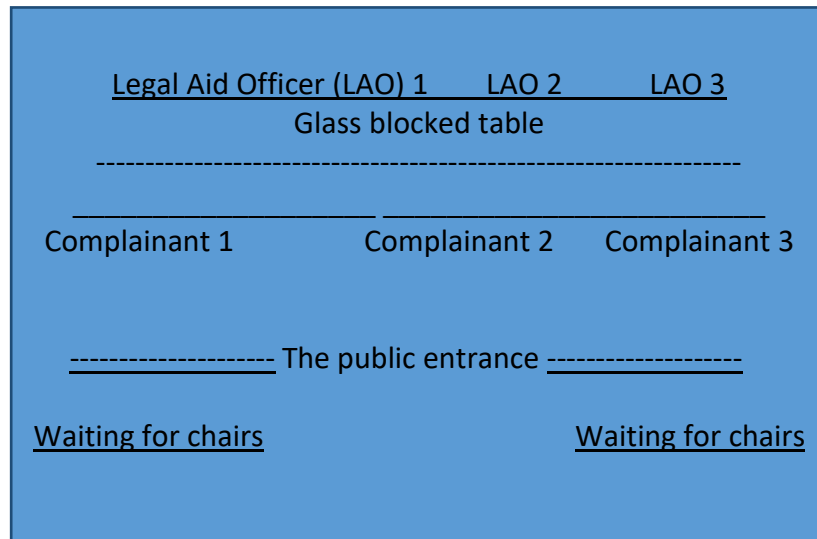 Legal Aid Officer (LAO) 1 LAO 2 LAO 3
Glass blocked table
Complainant 1 Complainant 2 Complainant 3
--------------------- The public entrance --------------------
Waiting for chairs Waiting for chairs